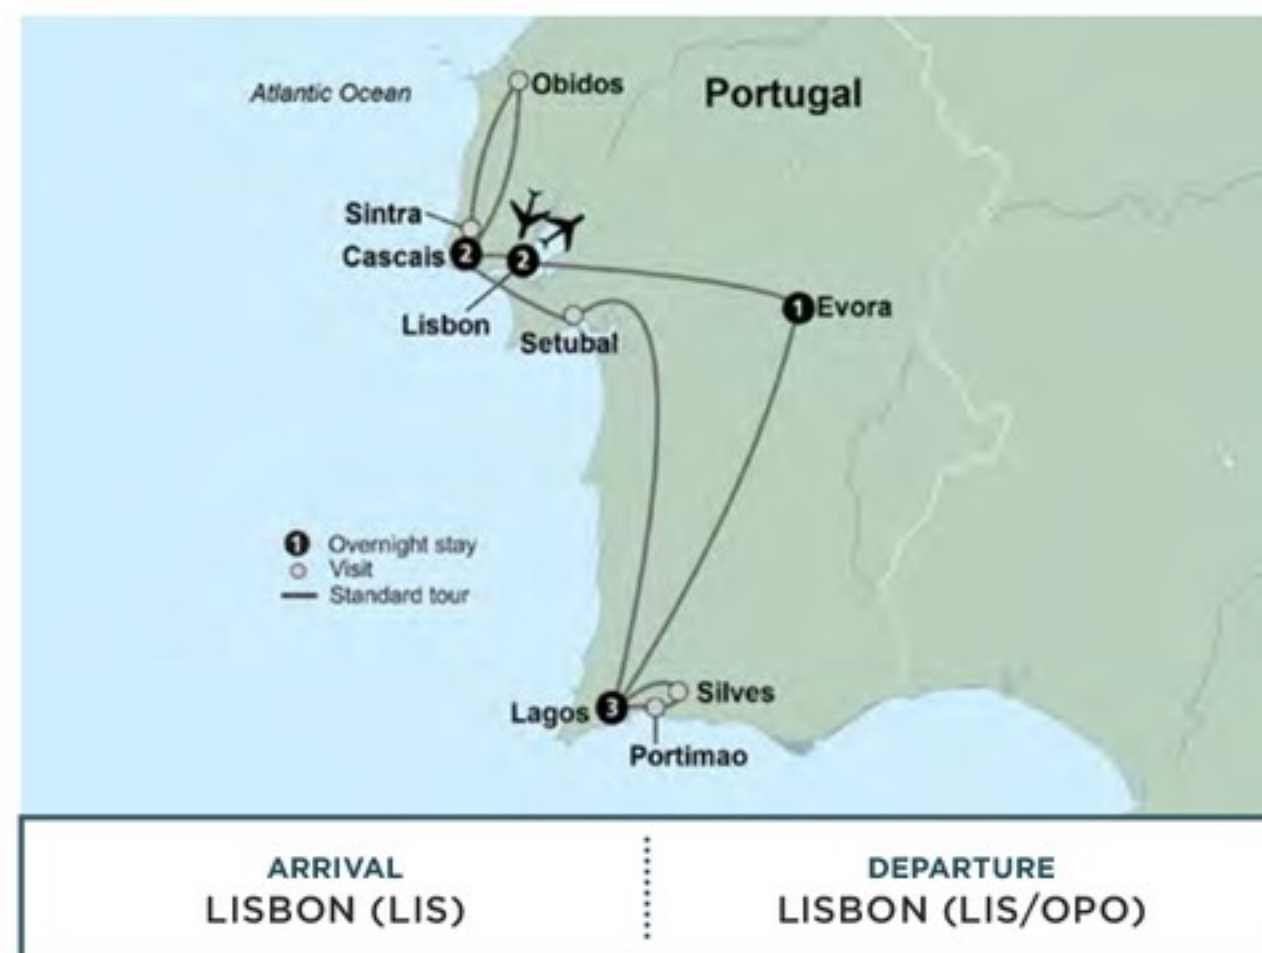 Obidos
Atlantic Ocean
Portugal
Sintra
Cascais 2
2
Lisbon
Setubal
1 Evora
1 Overnight stay
Visit
Standard tour
Lagos 3
Silves
Portimao
ARRIVAL
LISBON (LIS)
DEPARTURE
LISBON (LIS/OPO)